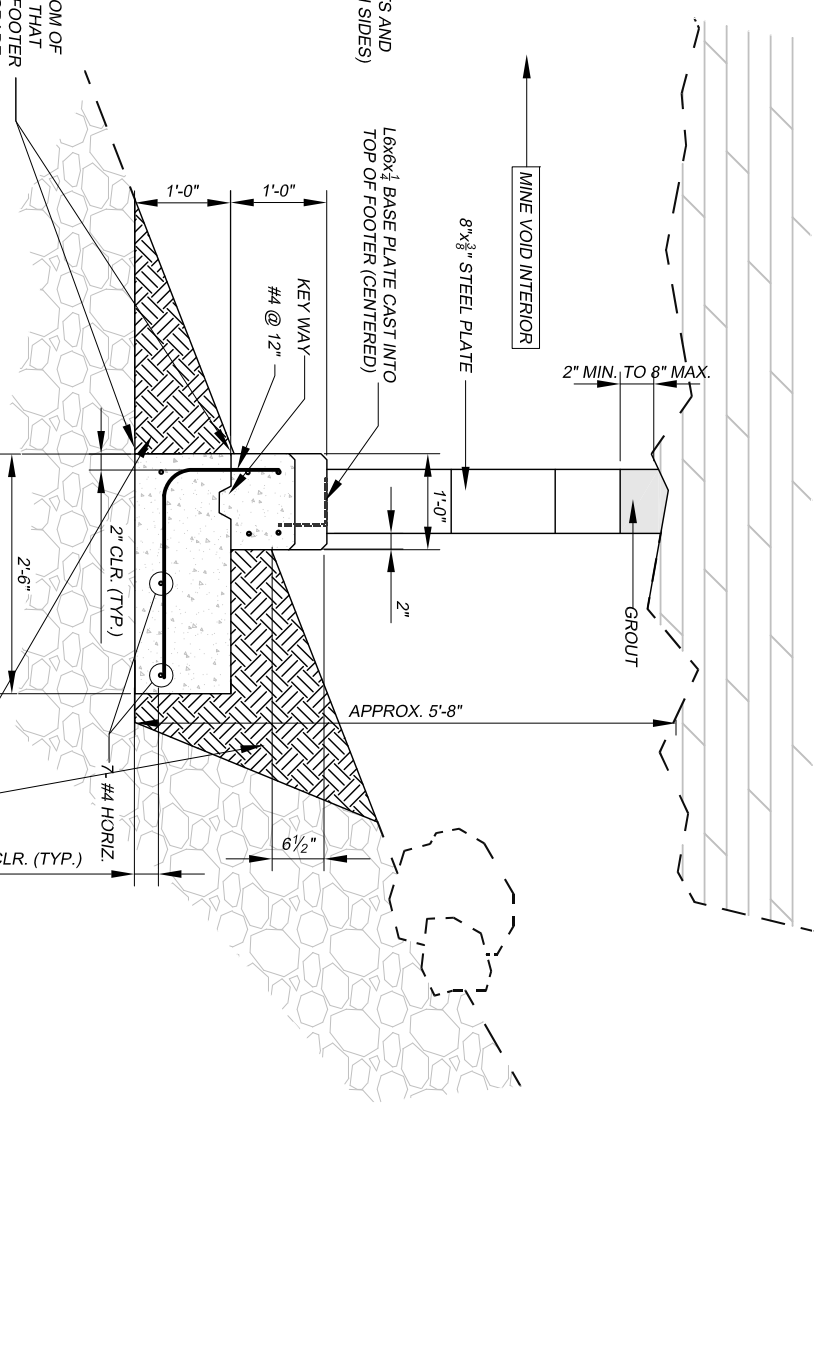 OM OF
THAT
FOOTER
S AND
SIDES)
MINE VOID INTERIOR
8"x3/8" STEEL PLATE
L6x6x1/4 BASE PLATE CAST INTO
TOP OF FOOTER (CENTERED)
KEY WAY
#4 @ 12"
1'-0"
1'-0"
2" MIN. TO 8" MAX.
1'-0"
2"
GROUT
2" CLR. (TYP.)
2'-6"
APPROX. 5'-8"
7- #4 HORIZ.
6 1/2"
CLR. (TYP.)